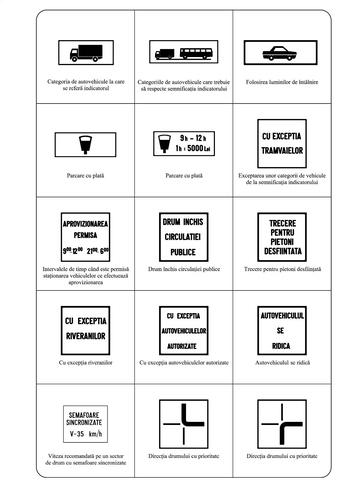 Categoria de autovehicule la care
se referă indicatorul
Categoriile de autovehicule care trebuie
să respecte semnificația indicatorului
Folosirea luminilor de întâlnire
9h - 12h
1h : 5000 Lei
CU EXCEPTIA
TRAMVAIELOR
Parcare cu plată
Parcare cu plată
Exceptarea unor categorii de vehicule
de la semnificația indicatorului
APROVIZIONAREA
PERMISA
9⁰⁰ 12⁰⁰ 21⁰⁰ 6⁰⁰
DRUM INCHIS
CIRCULATIEI
PUBLICE
TRECERE
PENTRU
PIETONI
DESFIINTATA
Intervalele de timp când este permisă
staționarea vehiculelor ce efectuează
aprovizionarea
Drum închis circulației publice
Trecere pentru pietoni desființată
CU EXCEPTIA
RIVERANILOR
CU EXCEPTIA
AUTOVEHICULELOR
AUTORIZATE
AUTOVEHICULUL
SE
RIDICA
Cu excepția riveranilor
Cu excepția autovehiculelor autorizate
Autovehiculul se ridică
SEMAFOARE
SINCRONIZATE
V-35 km/h
Viteza recomandată pe un sector
de drum cu semafoare sincronizate
Direcția drumului cu prioritate
Direcția drumului cu prioritate